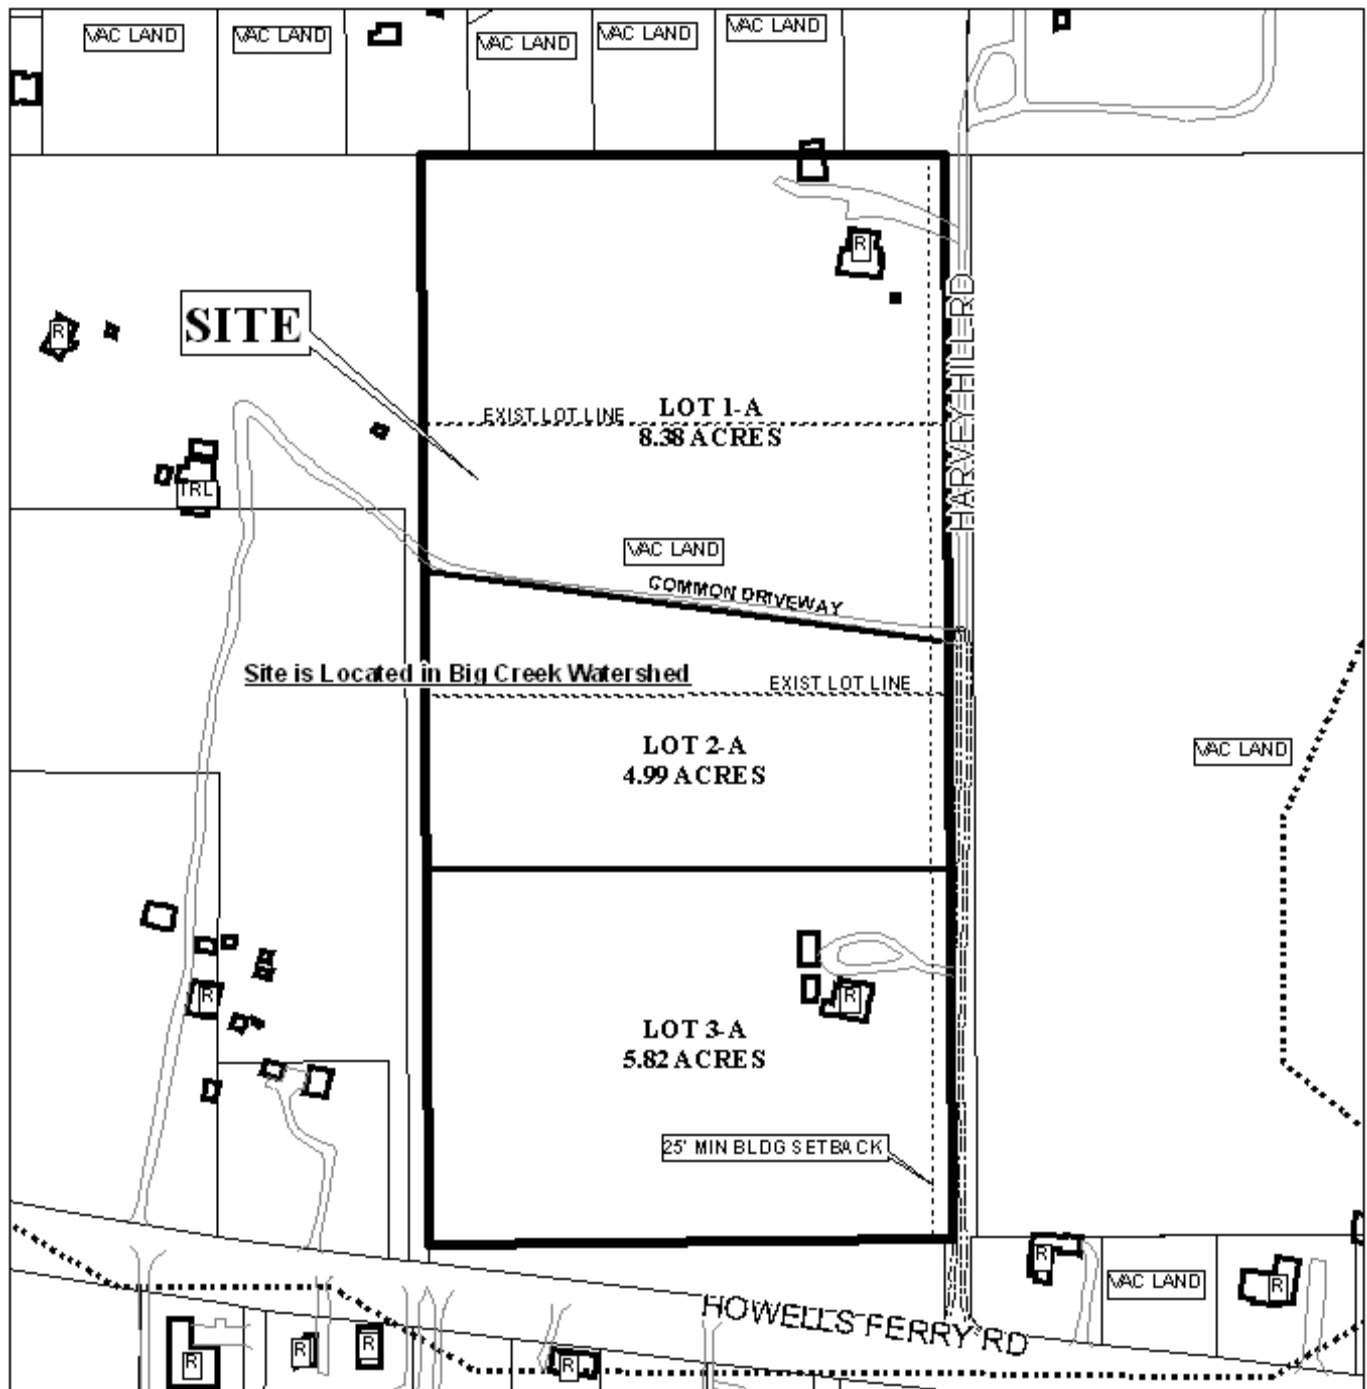 VAC LAND
VAC LAND
VAC LAND
VAC LAND
VAC LAND
R
SITE
R
HARVEY HILL RD
EXIST LOT LINE
LOT 1-A
8.38 ACRES
TRL
VAC LAND
COMMON DRIVEWAY
Site is Located in Big Creek Watershed
EXIST LOT LINE
LOT 2-A
4.99 ACRES
VAC LAND
R
R
LOT 3-A
5.82 ACRES
25' MIN BLDG SETBACK
R
VAC LAND
R
HOWELLS FERRY RD
R
R
R
R